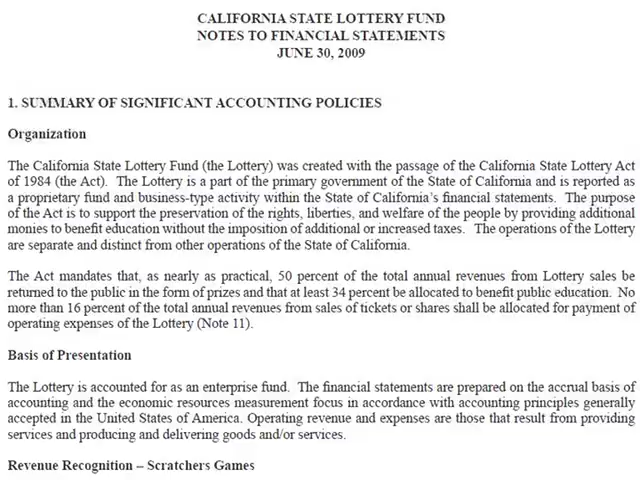 CALIFORNIA STATE LOTTERY FUND
NOTES TO FINANCIAL STATEMENTS
JUNE 30, 2009
1. SUMMARY OF SIGNIFICANT ACCOUNTING POLICIES
Organization
The California State Lottery Fund (the Lottery) was created with the passage of the California State Lottery Act
of 1984 (the Act). The Lottery is a part of the primary government of the State of California and is reported as
a proprietary fund and business-type activity within the State of California's financial statements. The purpose
of the Act is to support the preservation of the rights, liberties, and welfare of the people by providing additional
monies to benefit education without the imposition of additional or increased taxes. The operations of the Lottery
are separate and distinct from other operations of the State of California.
The Act mandates that, as nearly as practical, 50 percent of the total annual revenues from Lottery sales be
returned to the public in the form of prizes and that at least 34 percent be allocated to benefit public education. No
more than 16 percent of the total annual revenues from sales of tickets or shares shall be allocated for payment of
operating expenses of the Lottery (Note 11).
Basis of Presentation
The Lottery is accounted for as an enterprise fund. The financial statements are prepared on the accrual basis of
accounting and the economic resources measurement focus in accordance with accounting principles generally
accepted in the United States of America. Operating revenue and expenses are those that result from providing
services and producing and delivering goods and/or services.
Revenue Recognition – Scratchers Games